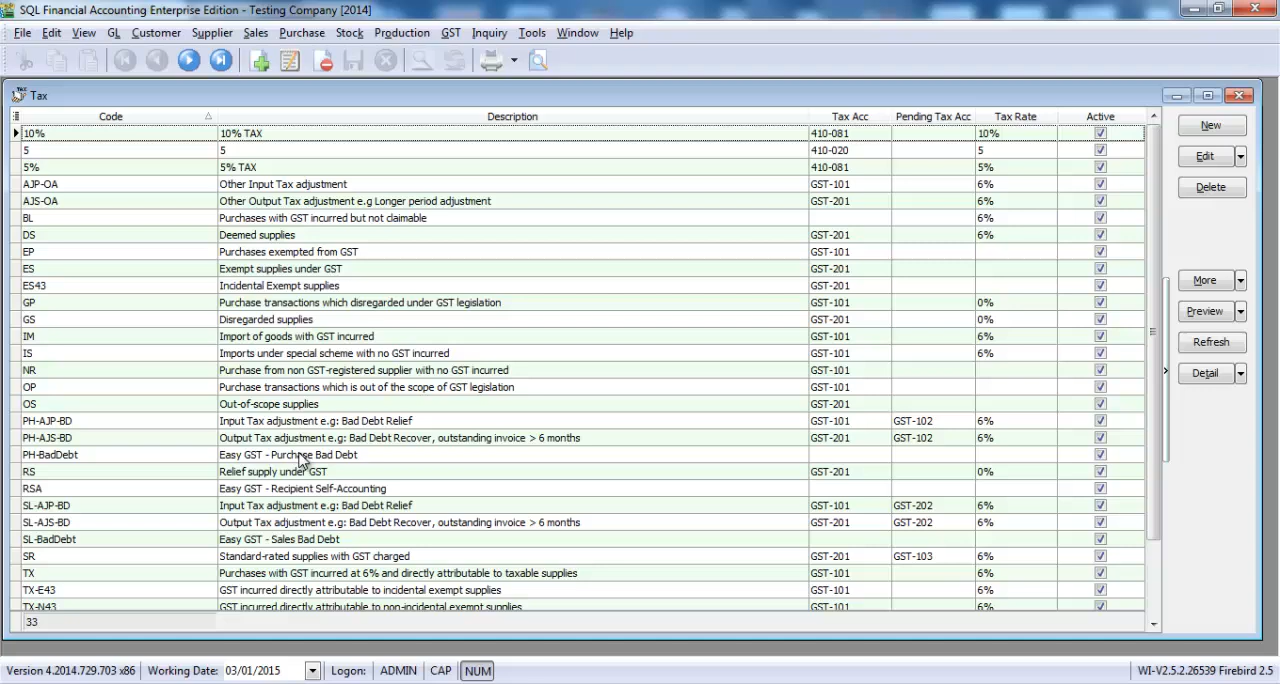 SQL Financial Accounting Enterprise Edition - Testing Company [2014]
File Edit View GL Customer Supplier Sales Purchase Stock Production GST Inquiry Tools Window Help
Tax
Code Description Tax Acc Pending Tax Acc Tax Rate Active
10% 10% TAX 410-081 10%
5 5 410-020 5
5% 5% TAX 410-081 5%
AJP-OA Other Input Tax adjustment GST-101 6%
AJS-OA Other Output Tax adjustment e.g Longer period adjustment GST-201 6%
BL Purchases with GST incurred but not claimable 6%
DS Deemed supplies GST-201 6%
EP Purchases exempted from GST GST-101
ES Exempt supplies under GST GST-201
ES43 Incidental Exempt supplies GST-201
GP Purchase transactions which disregarded under GST legislation GST-101 0%
GS Disregarded supplies GST-201 0%
IM Import of goods with GST incurred GST-101 6%
IS Imports under special scheme with no GST incurred GST-101 6%
NR Purchase from non GST-registered supplier with no GST incurred GST-101
OP Purchase transactions which is out of the scope of GST legislation GST-101
OS Out-of-scope supplies GST-201
PH-AJP-BD Input Tax adjustment e.g: Bad Debt Relief GST-101 GST-102 6%
PH-AJS-BD Output Tax adjustment e.g: Bad Debt Recover, outstanding invoice > 6 months GST-201 GST-102 6%
PH-BadDebt Easy GST - Purchase Bad Debt
RS Relief supply under GST GST-201 0%
RSA Easy GST - Recipient Self-Accounting
SL-AJP-BD Input Tax adjustment e.g: Bad Debt Relief GST-101 GST-202 6%
SL-AJS-BD Output Tax adjustment e.g: Bad Debt Recover, outstanding invoice > 6 months GST-201 GST-202 6%
SL-BadDebt Easy GST - Sales Bad Debt
SR Standard-rated supplies with GST charged GST-201 GST-103 6%
TX Purchases with GST incurred at 6% and directly attributable to taxable supplies GST-101 6%
TX-E43 GST incurred directly attributable to incidental exempt supplies GST-101 6%
TX-N43 GST incurred directly attributable to non-incidental exempt supplies GST-101 6%
33
New
Edit
Delete
More
Preview
Refresh
Detail
Version 4.2014.729.703 x86 Working Date: 03/01/2015 Logon: ADMIN CAP NUM WI-V2.5.2.26539 Firebird 2.5